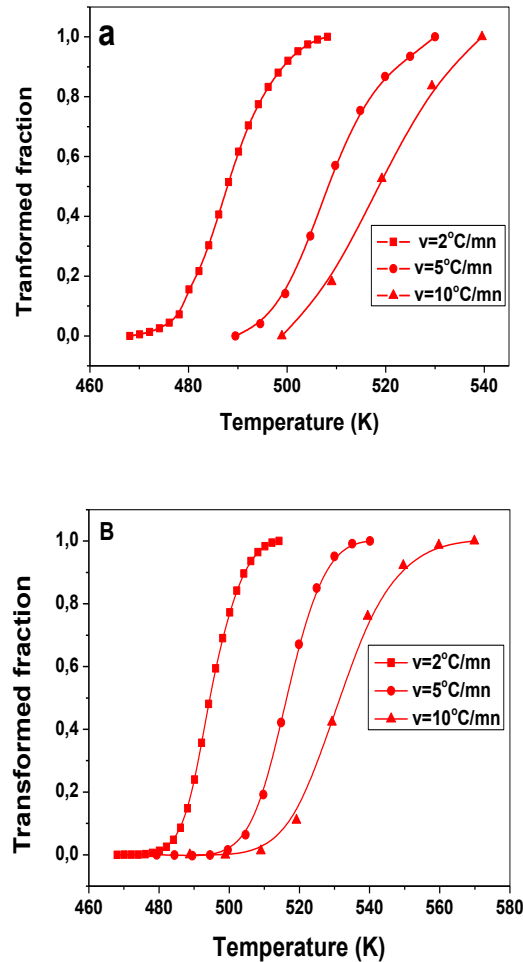 a
Tranformed fraction
1,0
0,8
0,6
0,4
0,2
0,0
v=2°C/mn
v=5°C/mn
v=10°C/mn
460 480 500 520 540
Temperature (K)
B
Transformed fraction
1,0
0,8
0,6
0,4
0,2
0,0
v=2°C/mn
v=5°C/mn
v=10°C/mn
460 480 500 520 540 560 580
Temperature (K)